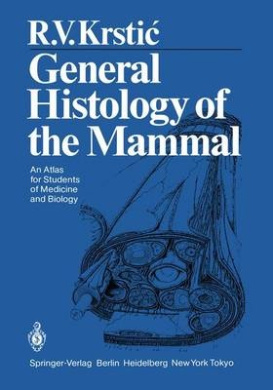 R.V. Krstić
General
Histology of
the Mammal
An Atlas
for Students
of Medicine
and Biology
Springer-Verlag Berlin Heidelberg New York Tokyo